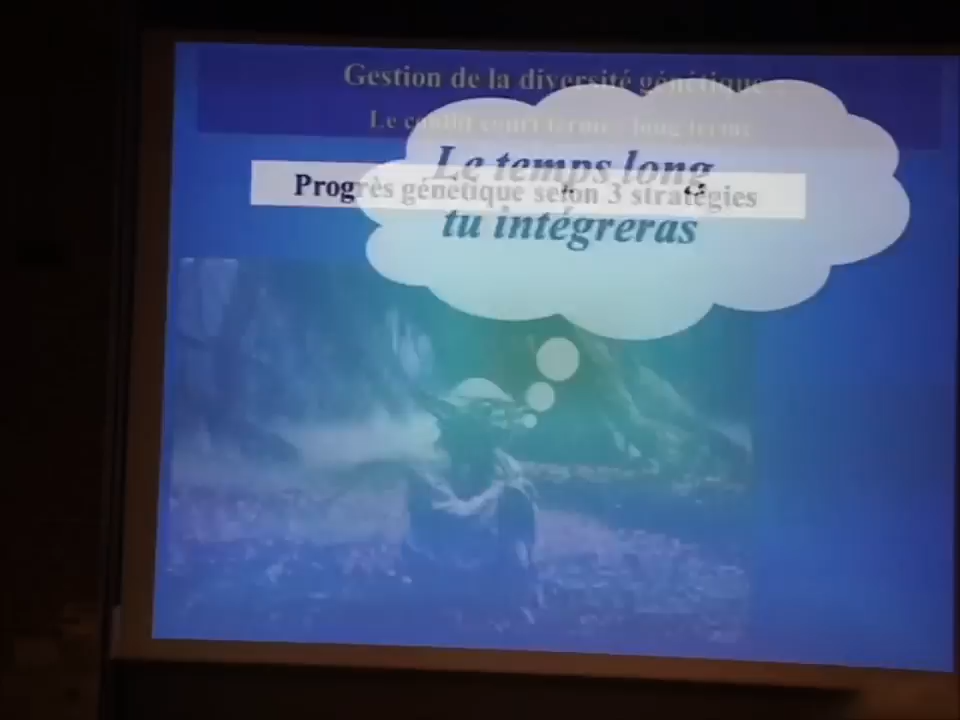 Gestion de la diversité génétique :
Le conflit court terme / long terme
Le temps long
Progrès génétique selon 3 stratégies
tu intégreras